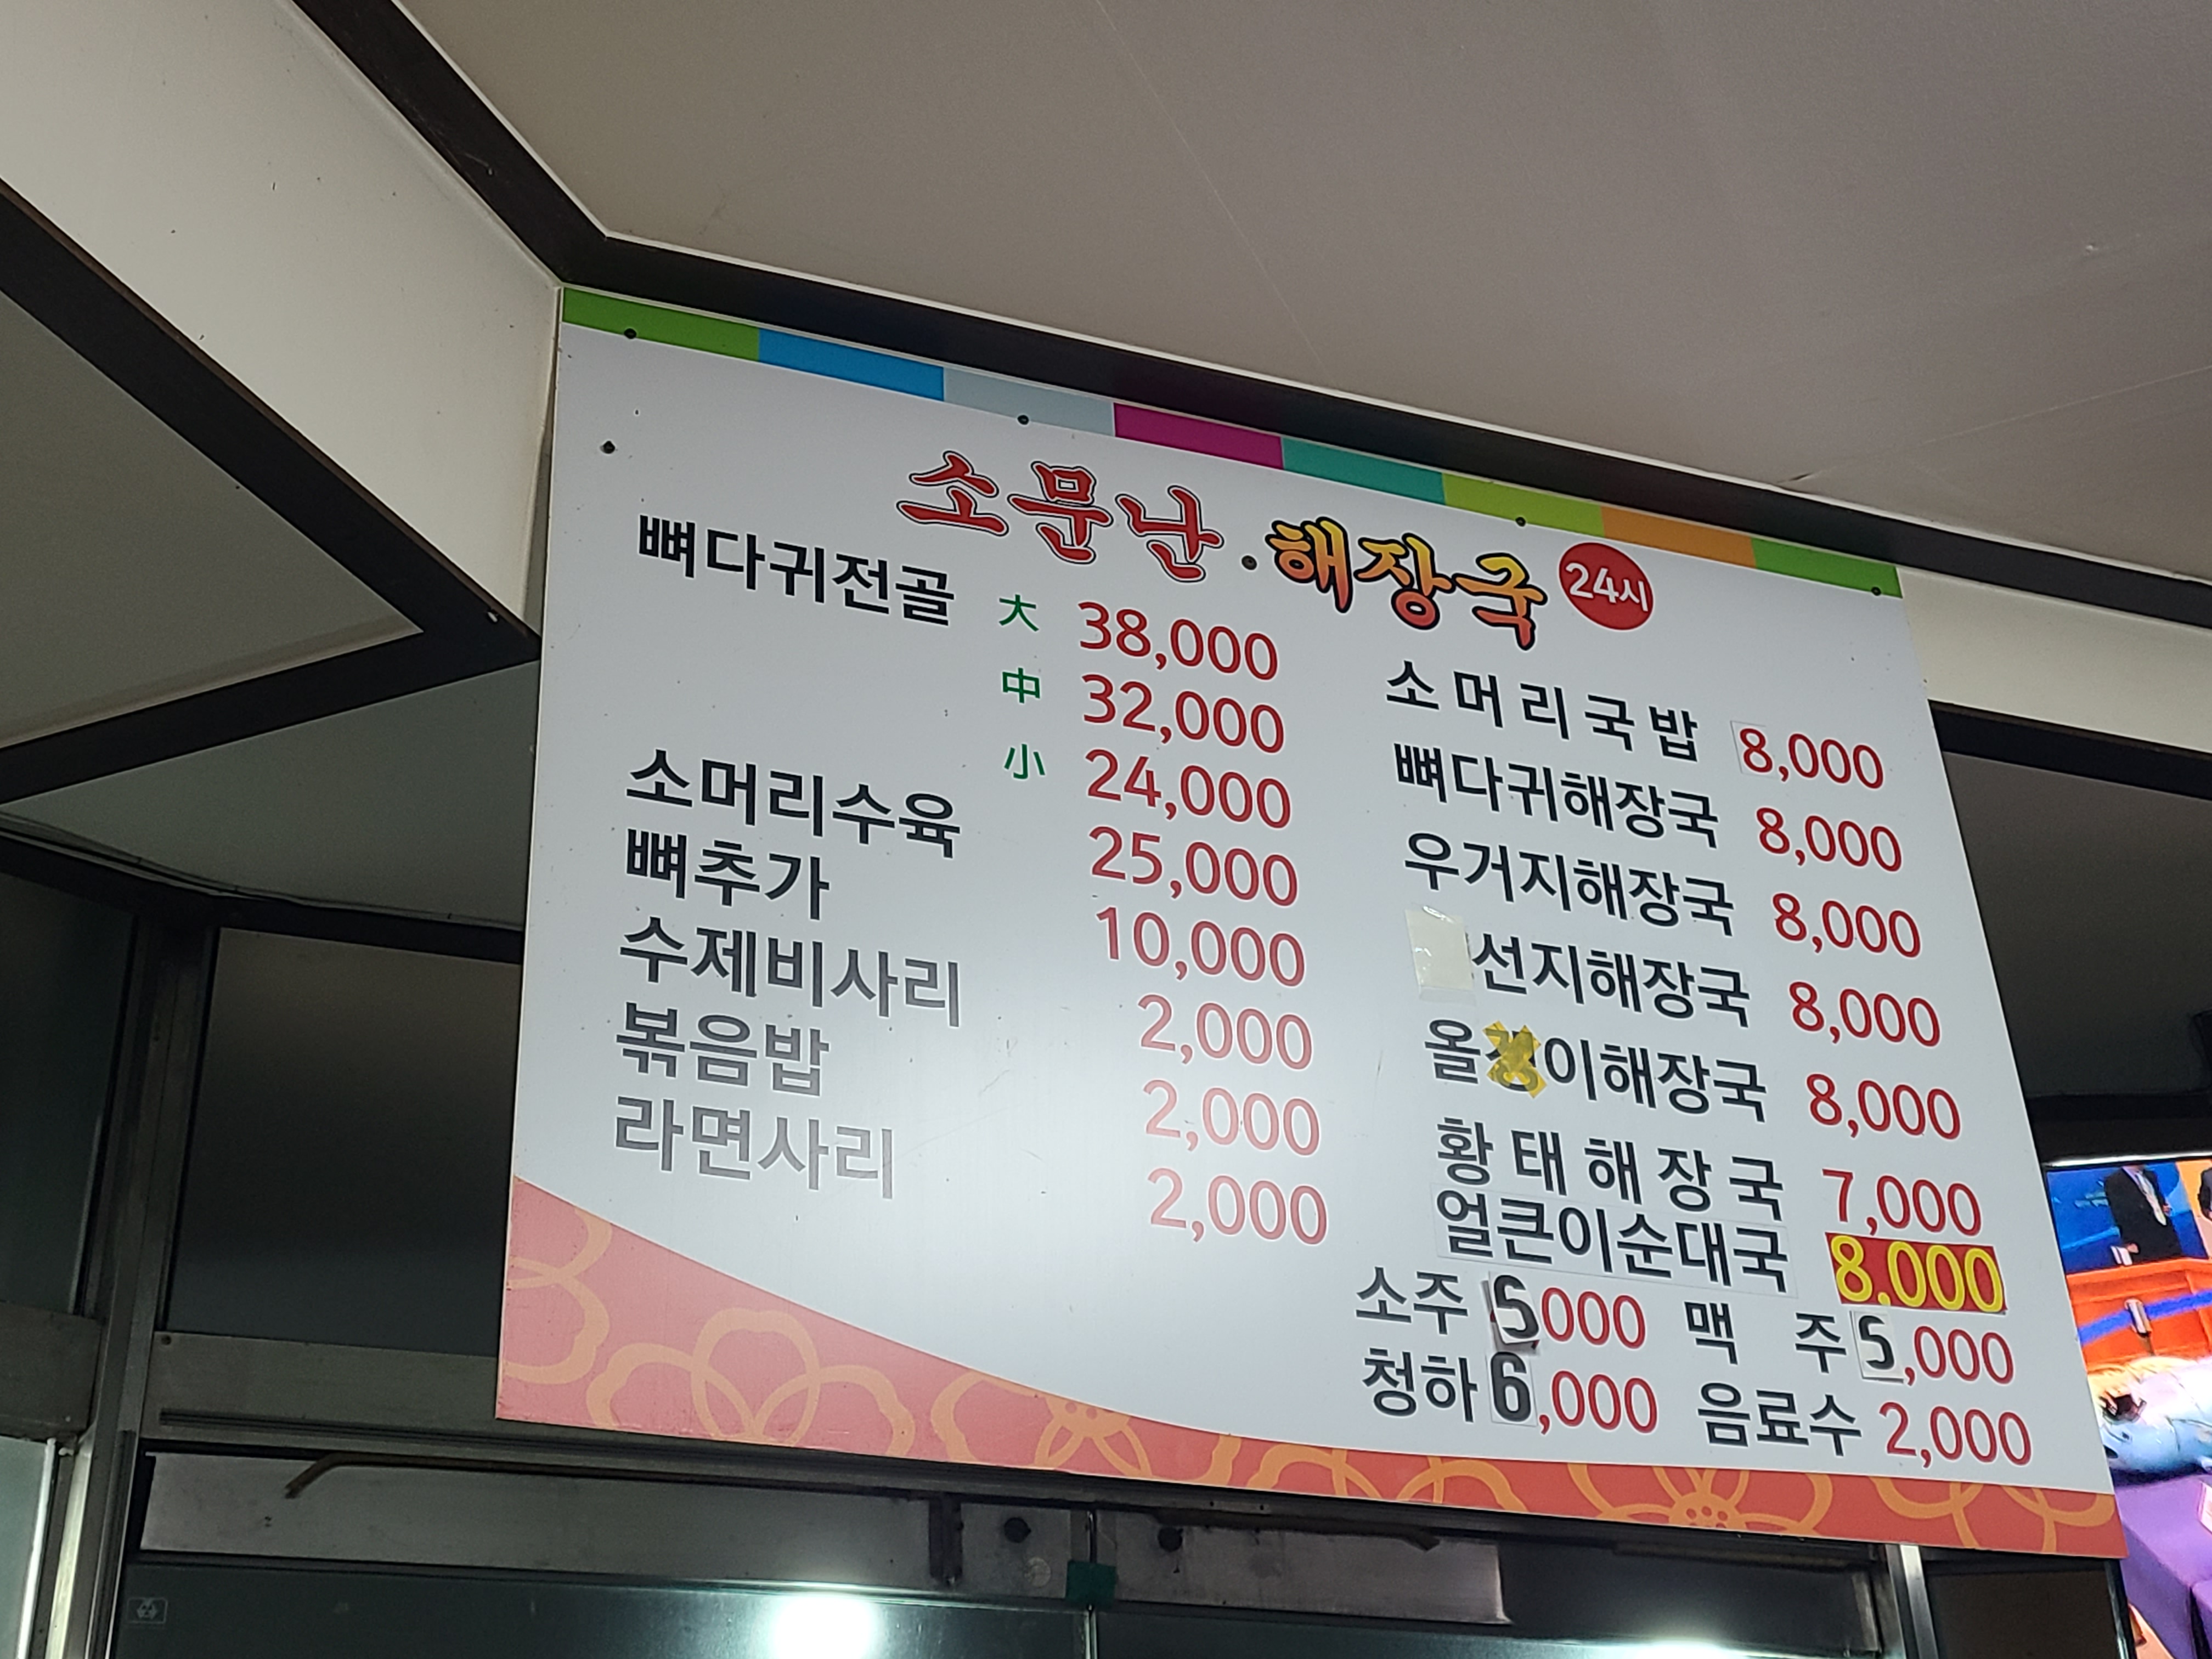 소문난·해장국 24시
뼈다귀전골 大 38,000
中 32,000
小 24,000
소머리수육 25,000
뼈추가 10,000
수제비사리 2,000
볶음밥 2,000
라면사리 2,000
소머리국밥 8,000
뼈다귀해장국 8,000
우거지해장국 8,000
선지해장국 8,000
올갱이해장국 8,000
황태해장국 7,000
얼큰이순대국 8,000
소주 5000 맥주 5,000
청하 6,000 음료수 2,000